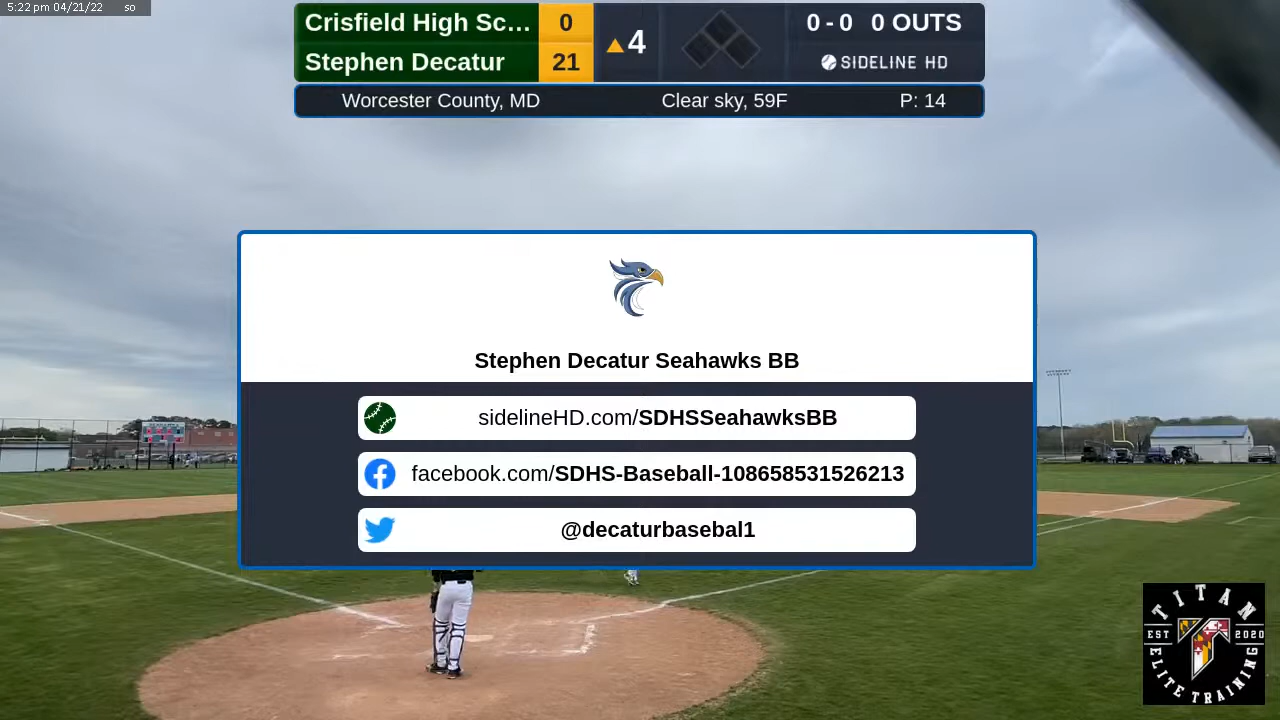 5:22 pm 04/21/22 so
Crisfield High Sc... 0
Stephen Decatur 21
4
0 - 0 0 OUTS
SIDELINE HD
Worcester County, MD Clear sky, 59F P: 14
Stephen Decatur Seahawks BB
sidelineHD.com/SDHSSeahawksBB
facebook.com/SDHS-Baseball-108658531526213
@decaturbasebal1
TITAN
EST 2020
ELITE TRAINING